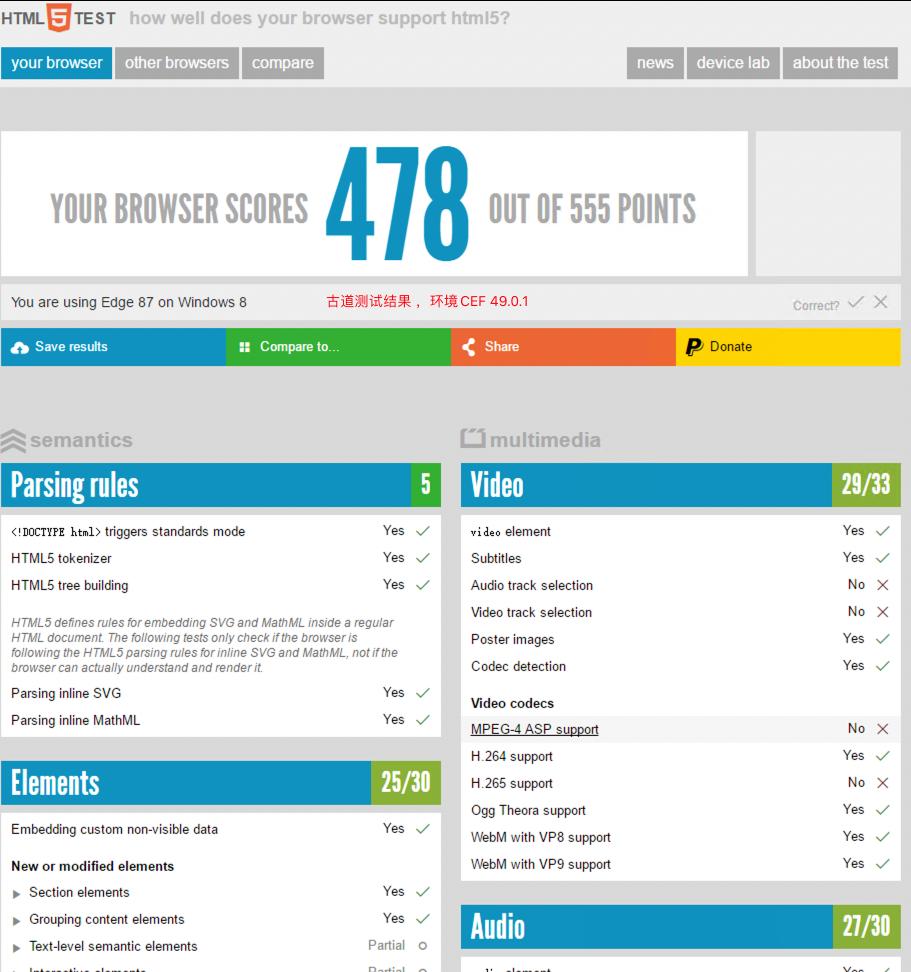 HTML 5 TEST how well does your browser support html5?
your browser other browsers compare news device lab about the test
YOUR BROWSER SCORES 478 OUT OF 555 POINTS
You are using Edge 87 on Windows 8 古道测试结果，环境CEF 49.0.1 Correct?
Save results Compare to... Share Donate
semantics
Parsing rules 5
<!DOCTYPE html> triggers standards mode Yes
HTML5 tokenizer Yes
HTML5 tree building Yes
HTML5 defines rules for embedding SVG and MathML inside a regular
HTML document. The following tests only check if the browser is
following the HTML5 parsing rules for inline SVG and MathML, not if the
browser can actually understand and render it.
Parsing inline SVG Yes
Parsing inline MathML Yes
Elements 25/30
Embedding custom non-visible data Yes
New or modified elements
Section elements Yes
Grouping content elements Yes
Text-level semantic elements Partial
Interactive elements Partial
multimedia
Video 29/33
video element Yes
Subtitles Yes
Audio track selection No
Video track selection No
Poster images Yes
Codec detection Yes
Video codecs
MPEG-4 ASP support No
H.264 support Yes
H.265 support No
Ogg Theora support Yes
WebM with VP8 support Yes
WebM with VP9 support Yes
Audio 27/30
audio element Yes